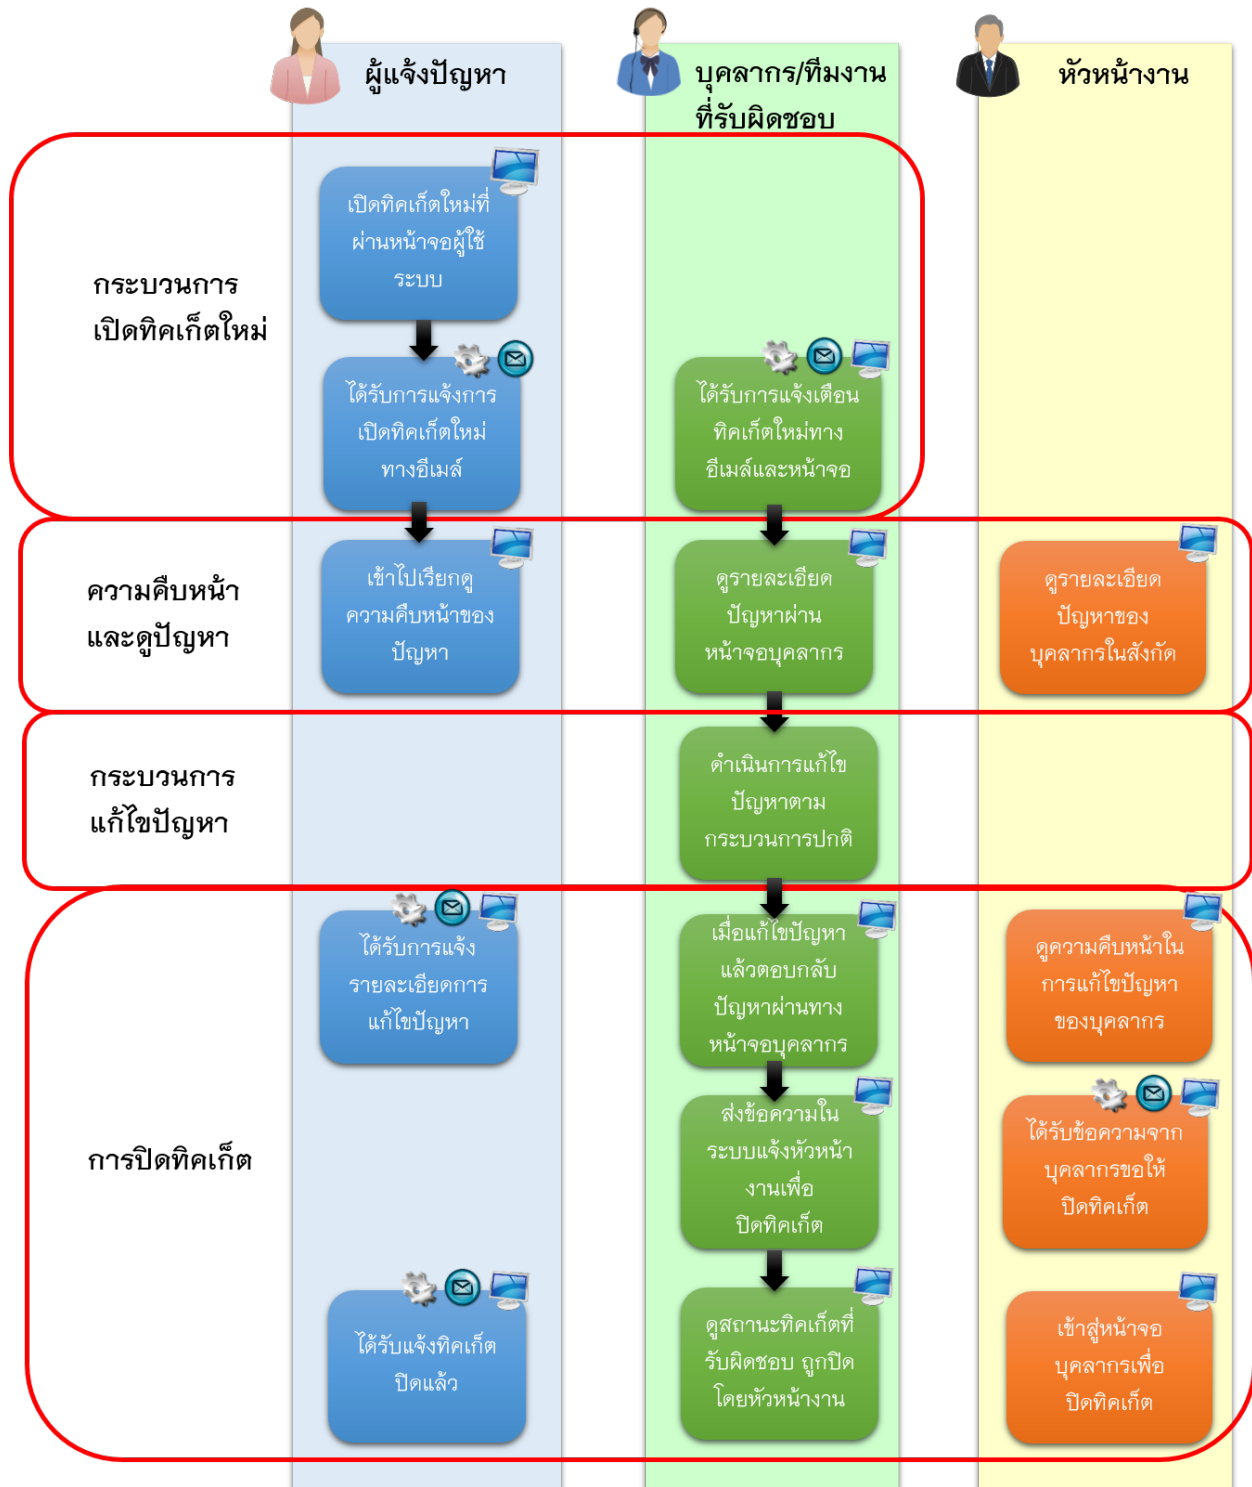 ผู้แจ้งปัญหา
บุคลากร/ทีมงาน
ที่รับผิดชอบ
หัวหน้างาน
กระบวนการ
เปิดทิคเก็ตใหม่
เปิดทิคเก็ตใหม่ที่
ผ่านหน้าจอผู้ใช้
ระบบ
ได้รับการแจ้งการ
เปิดทิคเก็ตใหม่
ทางอีเมล์
ได้รับการแจ้งเตือน
ทิคเก็ตใหม่ทาง
อีเมล์และหน้าจอ
ความคืบหน้า
และดูปัญหา
เข้าไปเรียกดู
ความคืบหน้าของ
ปัญหา
ดูรายละเอียด
ปัญหาผ่าน
หน้าจอบุคลากร
ดูรายละเอียด
ปัญหาของ
บุคลากรในสังกัด
กระบวนการ
แก้ไขปัญหา
ดำเนินการแก้ไข
ปัญหาตาม
กระบวนการปกติ
การปิดทิคเก็ต
ได้รับการแจ้ง
รายละเอียดการ
แก้ไขปัญหา
เมื่อแก้ไขปัญหา
แล้วตอบกลับ
ปัญหาผ่านทาง
หน้าจอบุคลากร
ดูความคืบหน้าใน
การแก้ไขปัญหา
ของบุคลากร
ส่งข้อความใน
ระบบแจ้งหัวหน้า
งานเพื่อ
ปิดทิคเก็ต
ได้รับข้อความจาก
บุคลากรขอให้
ปิดทิคเก็ต
ได้รับแจ้งทิคเก็ต
ปิดแล้ว
ดูสถานะทิคเก็ตที่
รับผิดชอบ ถูกปิด
โดยหัวหน้างาน
เข้าสู่หน้าจอ
บุคลากรเพื่อ
ปิดทิคเก็ต